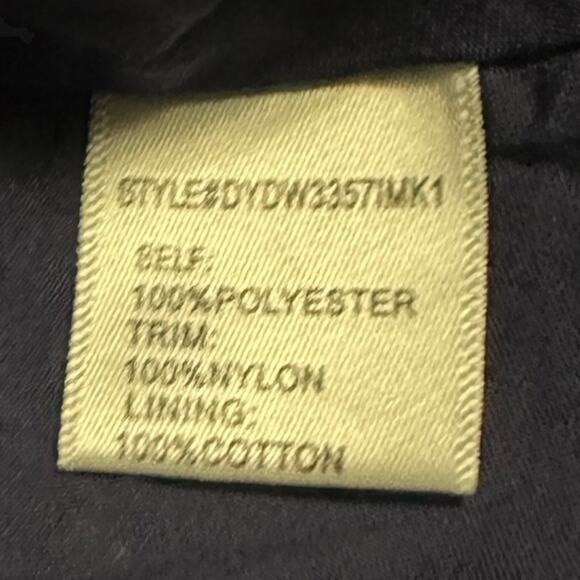 STYLE#DYDW3357IMK1
SELF:
100%POLYESTER
TRIM:
100%NYLON
LINING:
100%COTTON